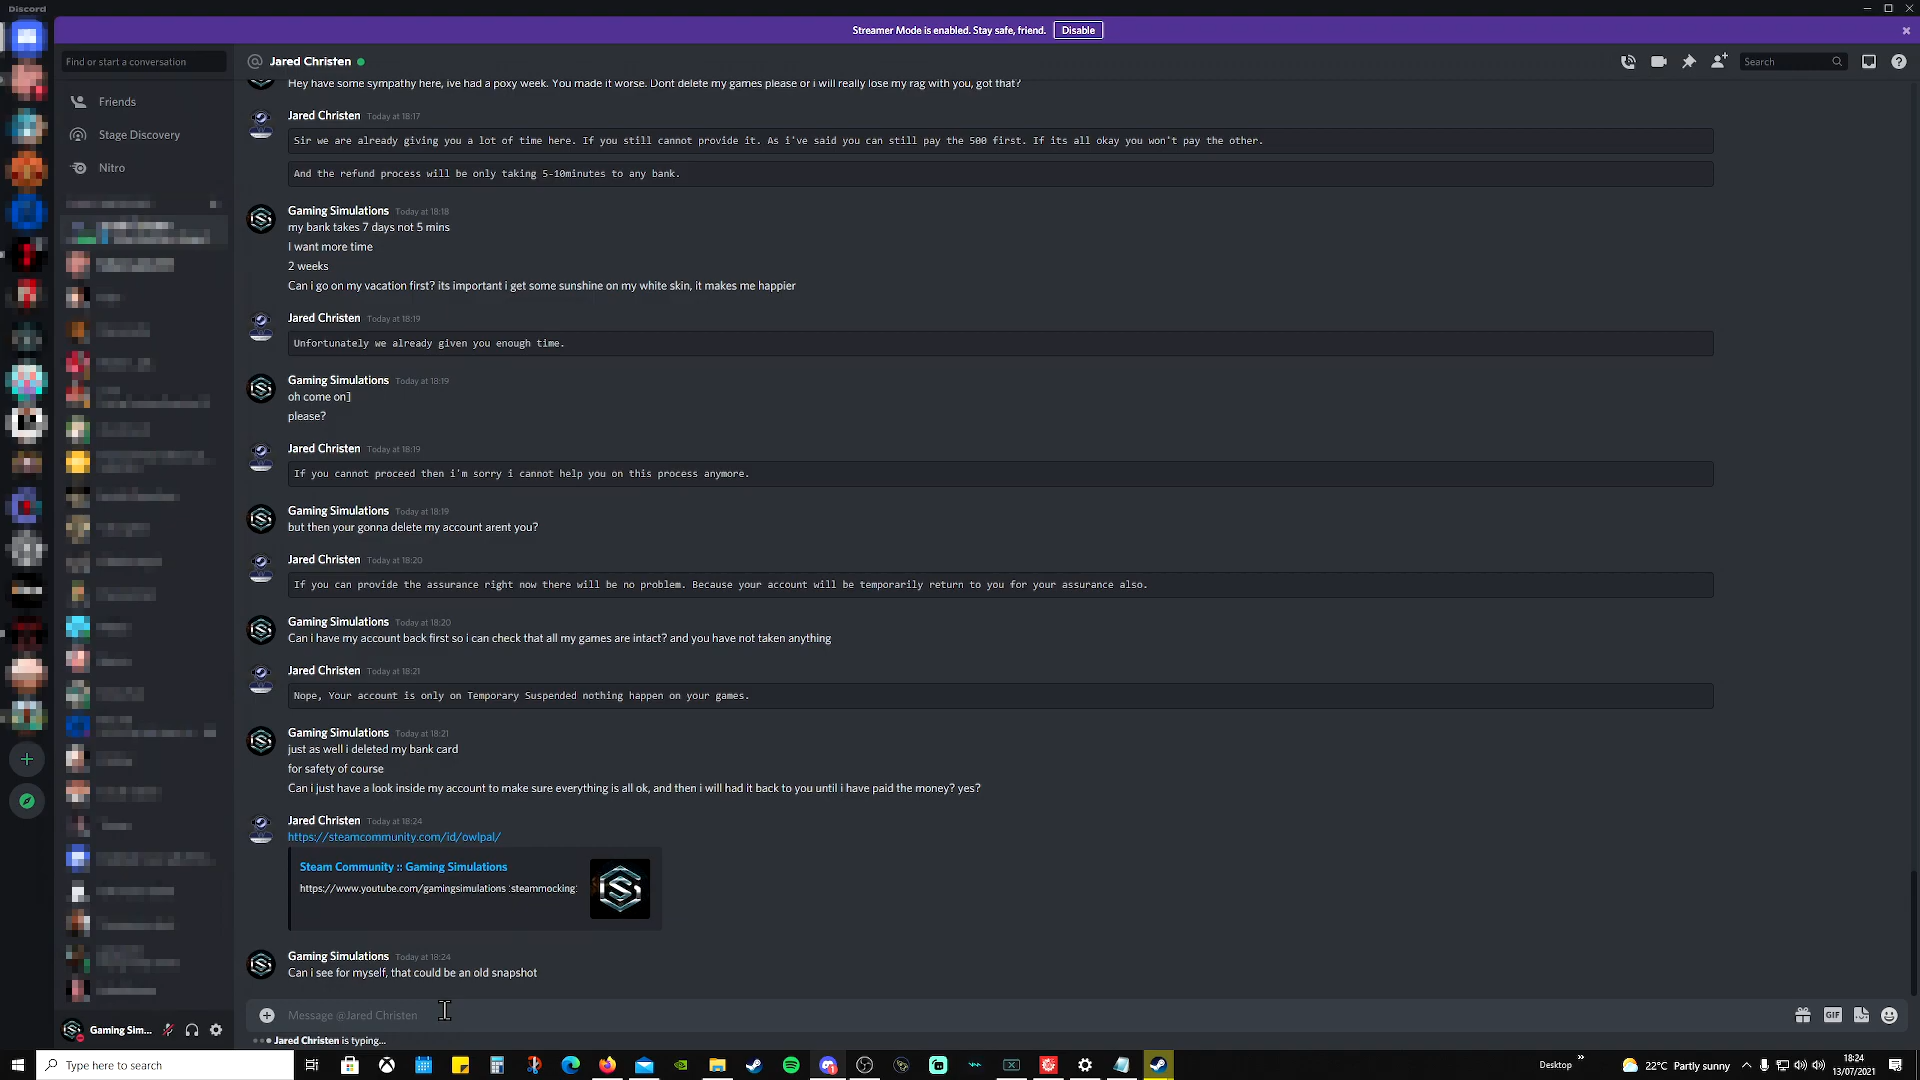 Discord
Streamer Mode is enabled. Stay safe, friend. Disable
Find or start a conversation
@ Jared Christen
Search
Friends
Stage Discovery
Nitro
Hey have some sympathy here, ive had a poxy week. You made it worse. Dont delete my games please or i will really lose my rag with you, got that?
Jared Christen Today at 18:17
Sir we are already giving you a lot of time here. If you still cannot provide it. As i've said you can still pay the 500 first. If its all okay you won't pay the other.
And the refund process will be only taking 5-10minutes to any bank.
Gaming Simulations Today at 18:18
my bank takes 7 days not 5 mins
I want more time
2 weeks
Can i go on my vacation first? its important i get some sunshine on my white skin, it makes me happier
Jared Christen Today at 18:19
Unfortunately we already given you enough time.
Gaming Simulations Today at 18:19
oh come on]
please?
Jared Christen Today at 18:19
If you cannot proceed then i'm sorry i cannot help you on this process anymore.
Gaming Simulations Today at 18:19
but then your gonna delete my account arent you?
Jared Christen Today at 18:20
If you can provide the assurance right now there will be no problem. Because your account will be temporarily return to you for your assurance also.
Gaming Simulations Today at 18:20
Can i have my account back first so i can check that all my games are intact? and you have not taken anything
Jared Christen Today at 18:21
Nope, Your account is only on Temporary Suspended nothing happen on your games.
Gaming Simulations Today at 18:21
just as well i deleted my bank card
for safety of course
Can i just have a look inside my account to make sure everything is all ok, and then i will had it back to you until i have paid the money? yes?
Jared Christen Today at 18:24
https://steamcommunity.com/id/owlpal/
Steam Community :: Gaming Simulations
https://www.youtube.com/gamingsimulations :steammocking:
Gaming Simulations Today at 18:24
Can i see for myself, that could be an old snapshot
Message @Jared Christen
GIF
Gaming Sim...
Jared Christen is typing...
Type here to search
Desktop
22°C Partly sunny
18:24
13/07/2021